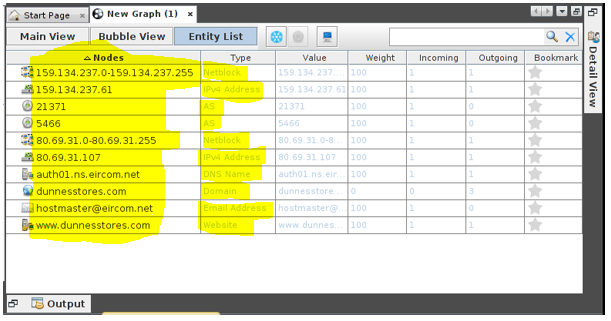 Start Page × New Graph (1) ×
Main View Bubble View Entity List
Nodes Type Value Weight Incoming Outgoing Bookmark
159.134.237.0-159.134.237.255 Netblock 159.134.237.... 100 1 1
159.134.237.61 IPv4 Address 159.134.237.61 100 1 1
21371 AS 21371 100 1 0
5466 AS 5466 100 1 0
80.69.31.0-80.69.31.255 Netblock 80.69.31.0-8... 100 1 1
80.69.31.107 IPv4 Address 80.69.31.107 100 1 1
auth01.ns.eircom.net DNS Name auth01.ns.eir... 100 1 1
dunnesstores.com Domain dunnesstore... 0 0 3
hostmaster@eircom.net Email Address hostmaster@... 100 1 0
www.dunnesstores.com Website www.dunnes... 100 1 1
Output
Detail View